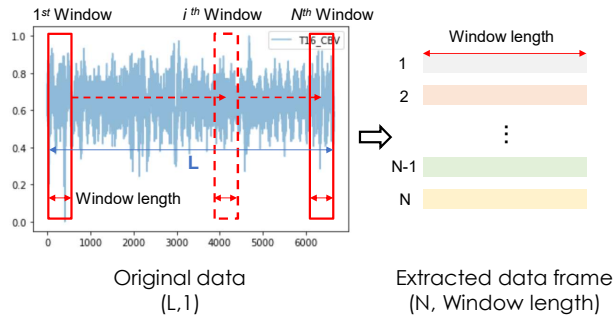 1st Window
i th Window
Nth Window
T16_CBV
1.0
0.8
0.6
0.4
0.2
0.0
L
Window length
0
1000
2000
3000
4000
5000
6000
Original data
(L,1)
Window length
1
2
⋮
N-1
N
Extracted data frame
(N, Window length)